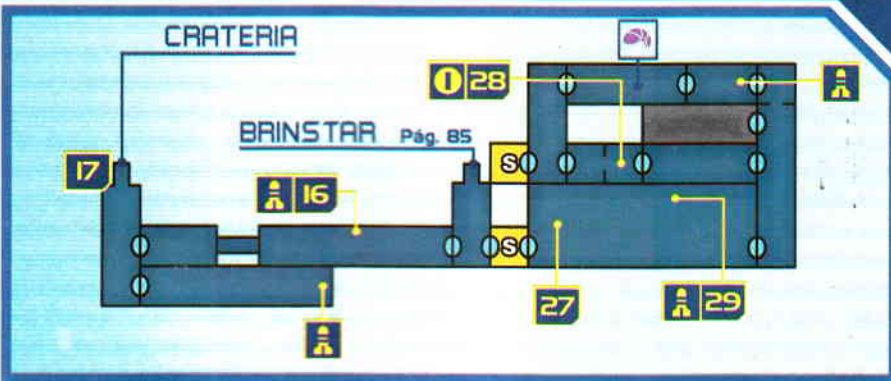 CRATERIA
I 28
BRINSTAR Pág. 85
17
S
16
S
27
29